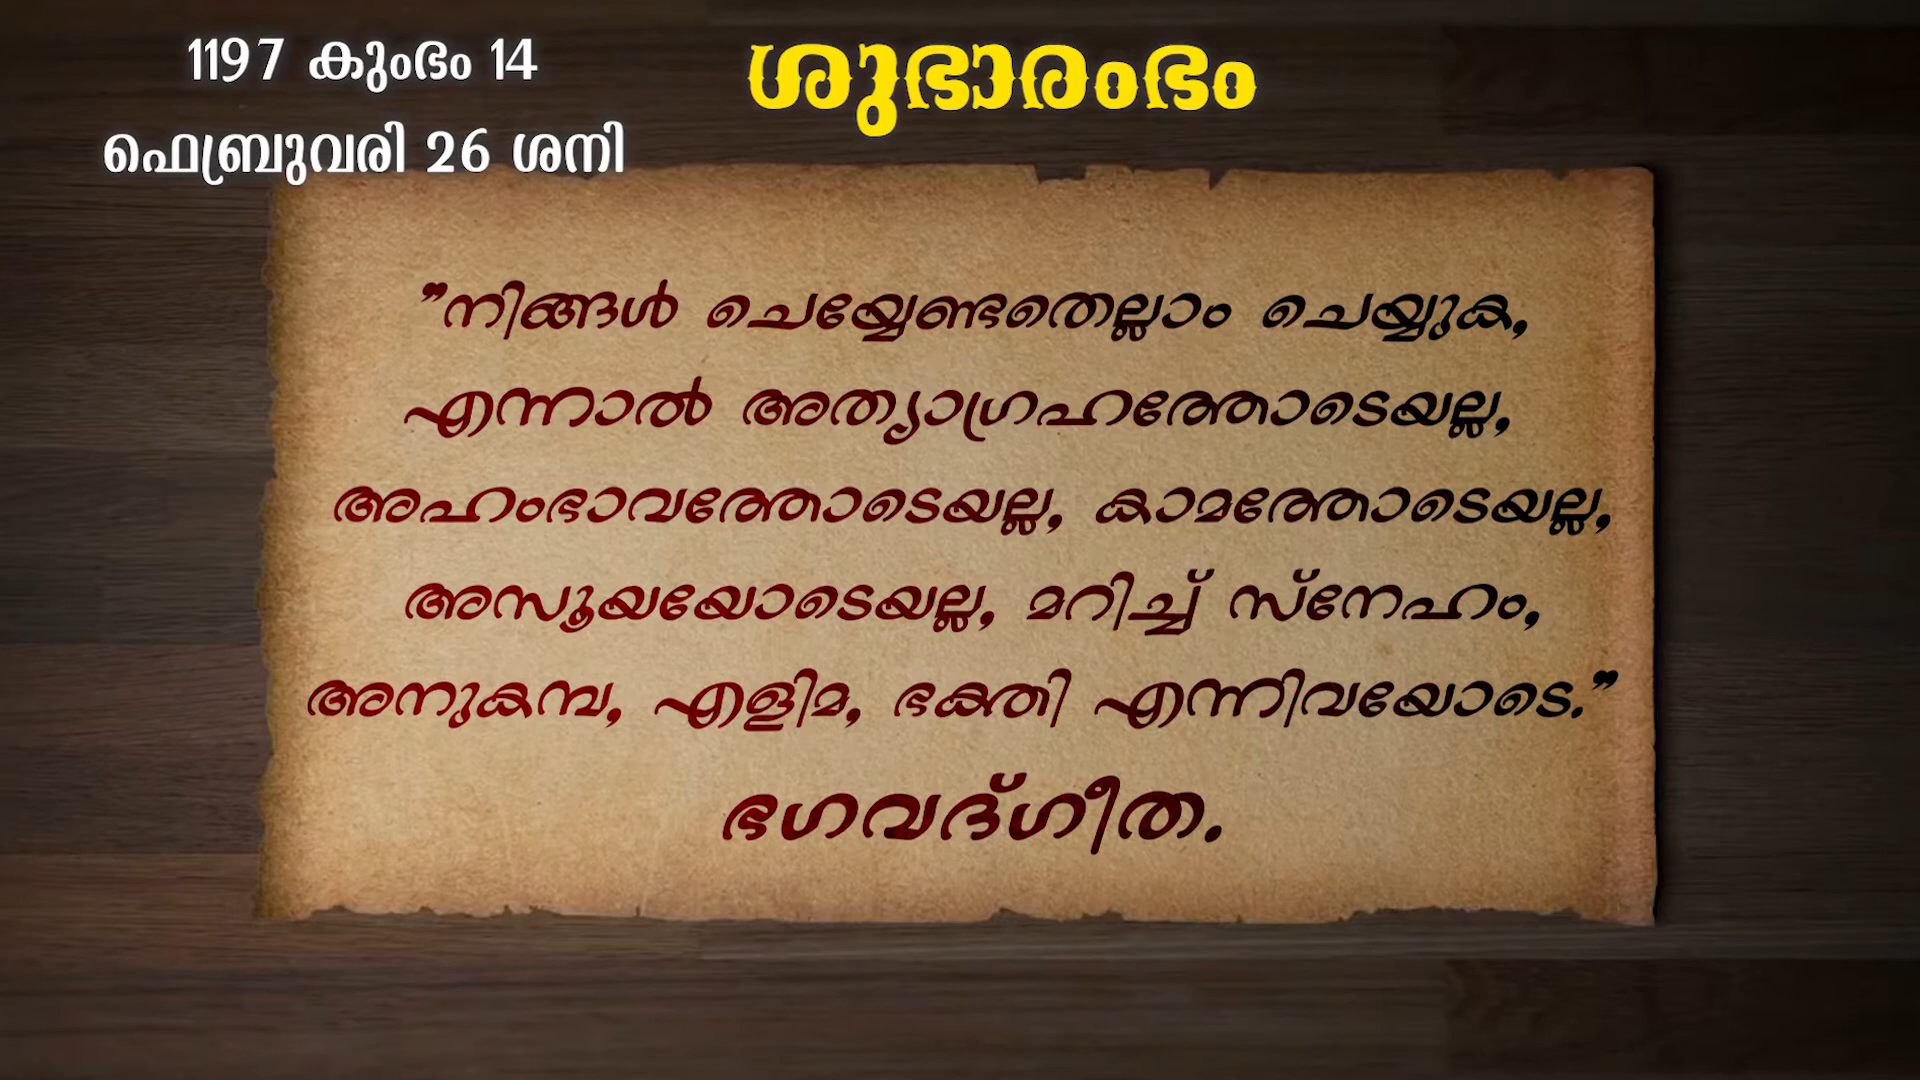 1197 കുംഭം 14
ഫെബ്രുവരി 26 ശനി
ശുഭാരംഭം
”നിങ്ങൾ ചെയ്യേണ്ടതെല്ലാം ചെയ്യുക,
എന്നാൽ അത്യാഗ്രഹത്തോടെയല്ല,
അഹംഭാവത്തോടെയല്ല, കാമത്തോടെയല്ല,
അസൂയയോടെയല്ല, മറിച്ച് സ്നേഹം,
അനുകമ്പ, എളിമ, ഭക്തി എന്നിവയോടെ.”
ഭഗവദ്ഗീത.